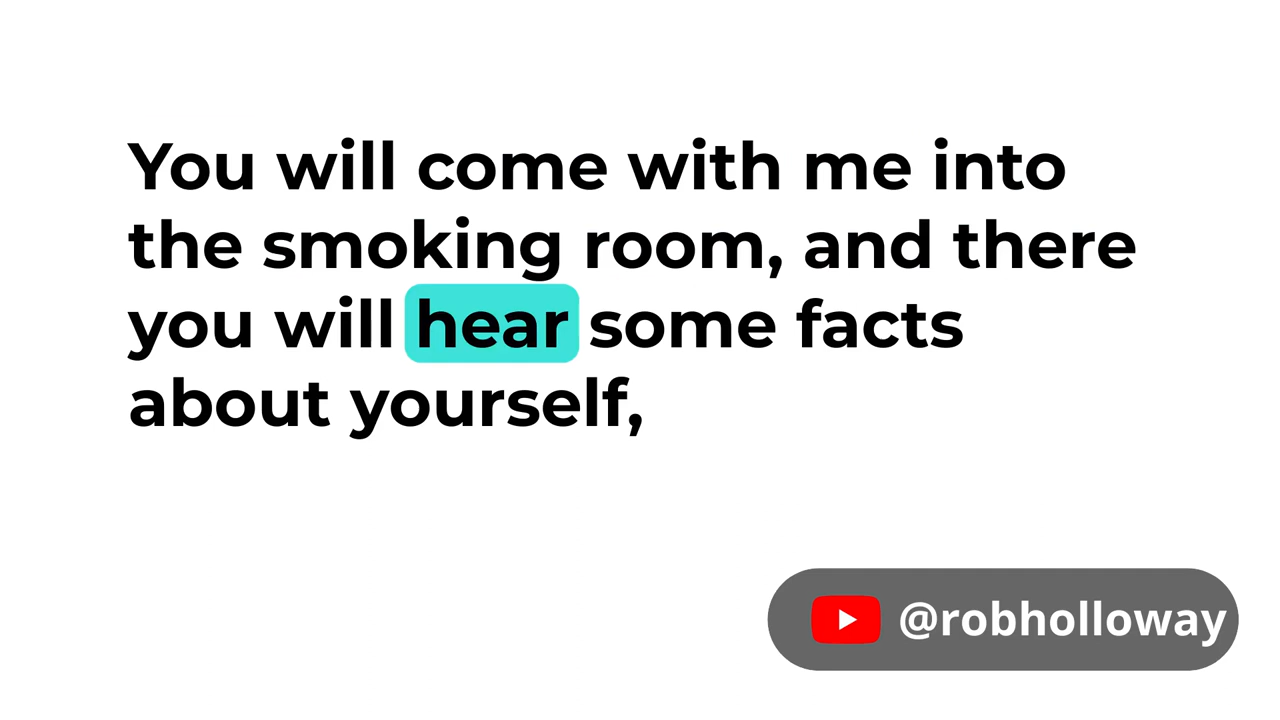 You will come with me into
the smoking room, and there
you will hear some facts
about yourself,
@robholloway